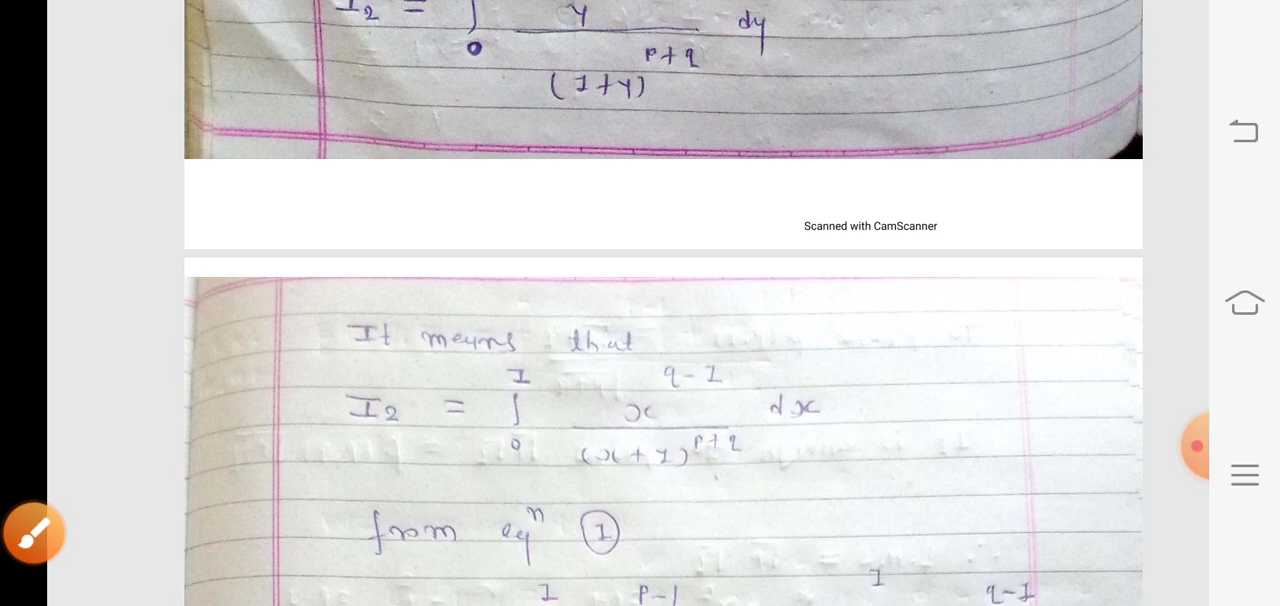 I2 = ∫ y dy
0
p+q
(1+y)
Scanned with CamScanner
It means that
1 q-1
I2 = ∫ x dx
0 (x+y)^p+q
from eqn ①
1 p-1 1 q-1